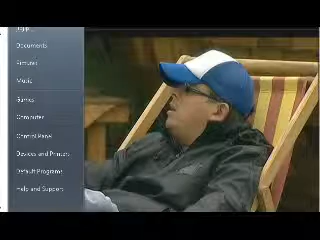 Documents
Pictures
Music
Games
Computer
Control Panel
Devices and Printers
Default Programs
Help and Support